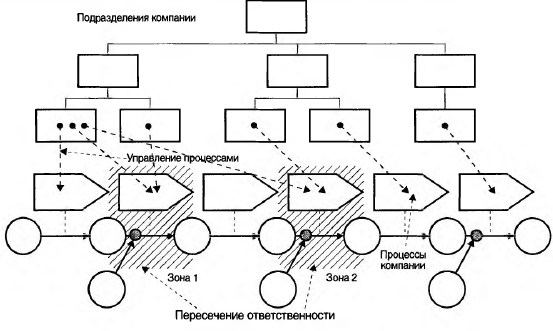 Подразделения компании
Управление процессами
Процессы
компании
Зона 1
Зона 2
Пересечение ответственности